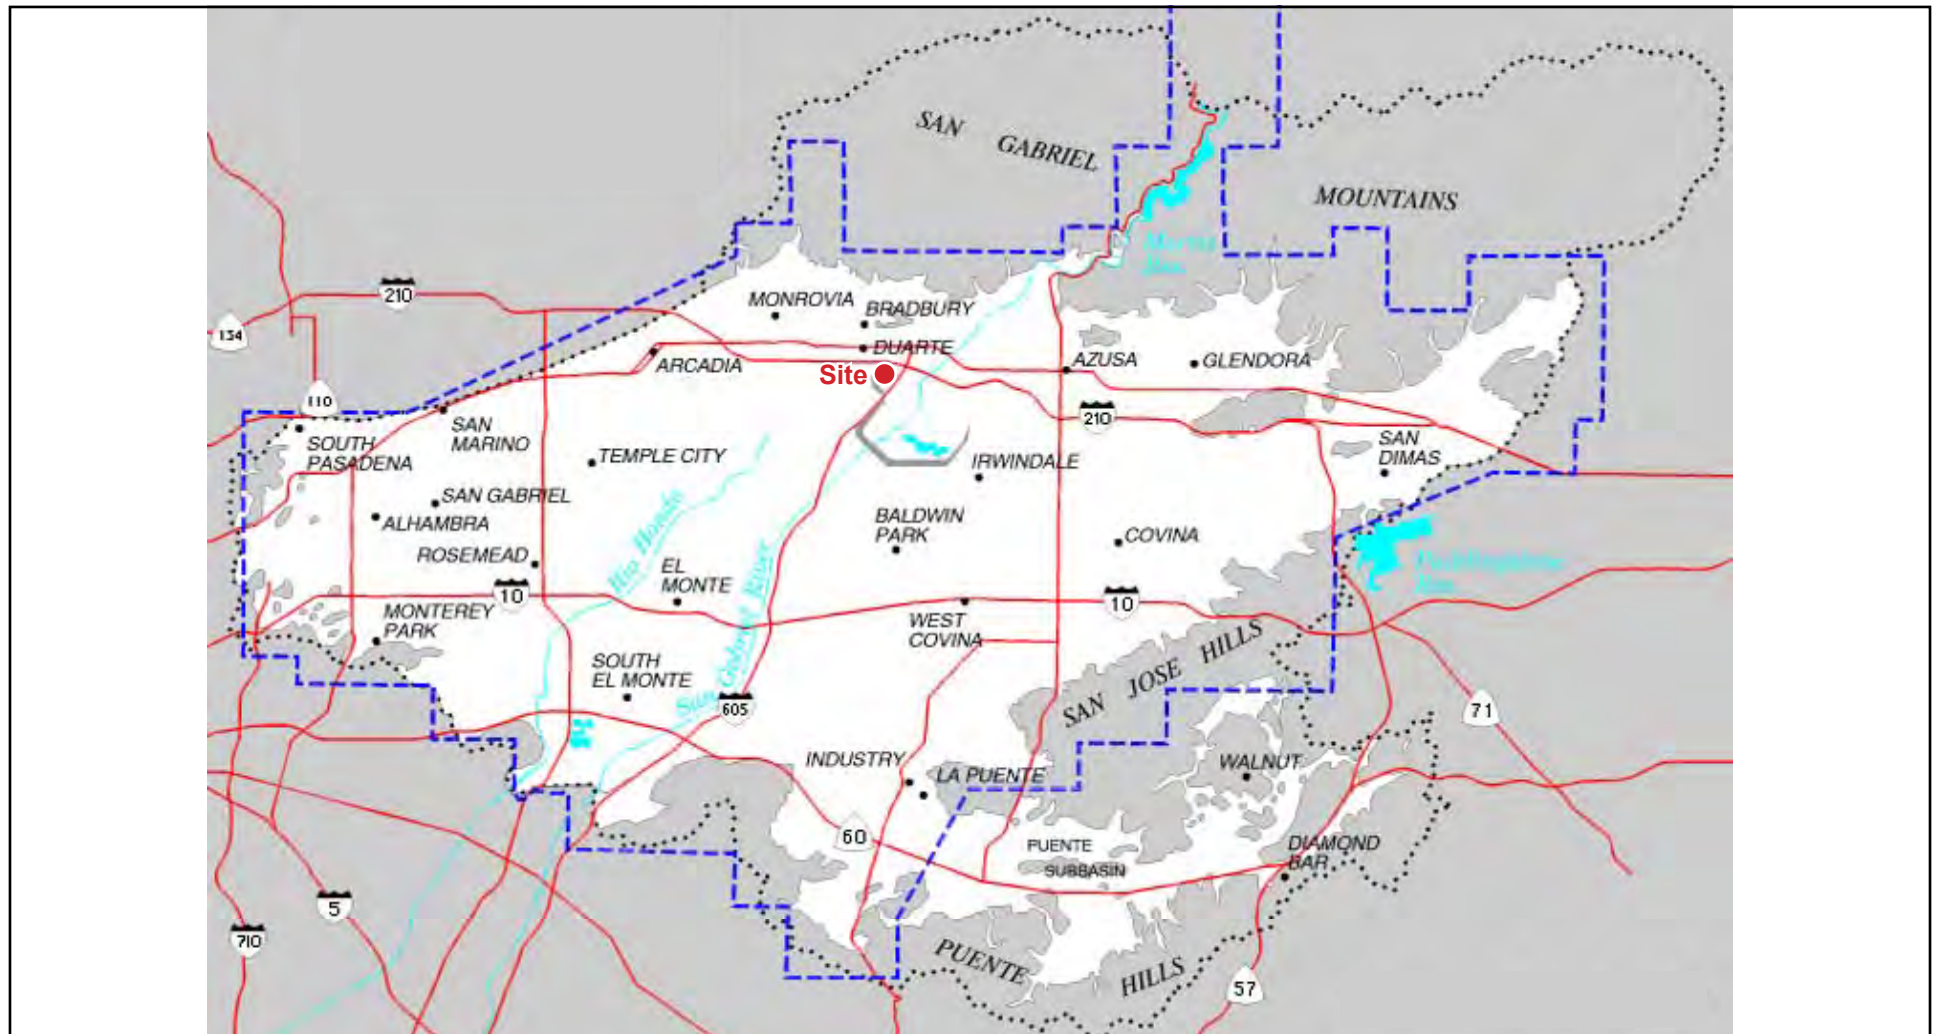 SAN
GABRIEL
MOUNTAINS
210
134
MONROVIA
BRADBURY
DUARTE
ARCADIA
Site
AZUSA
GLENDORA
110
SAN
MARINO
SOUTH
PASADENA
210
SAN
DIMAS
TEMPLE CITY
IRWINDALE
SAN GABRIEL
ALHAMBRA
Rio Hondo
BALDWIN
PARK
COVINA
ROSEMEAD
EL
MONTE
San Gabriel River
10
10
MONTEREY
PARK
WEST
COVINA
SAN JOSE HILLS
SOUTH
EL MONTE
605
71
INDUSTRY
LA PUENTE
WALNUT
60
PUENTE
SUBBASIN
DIAMOND
BAR
5
710
PUENTE
HILLS
57